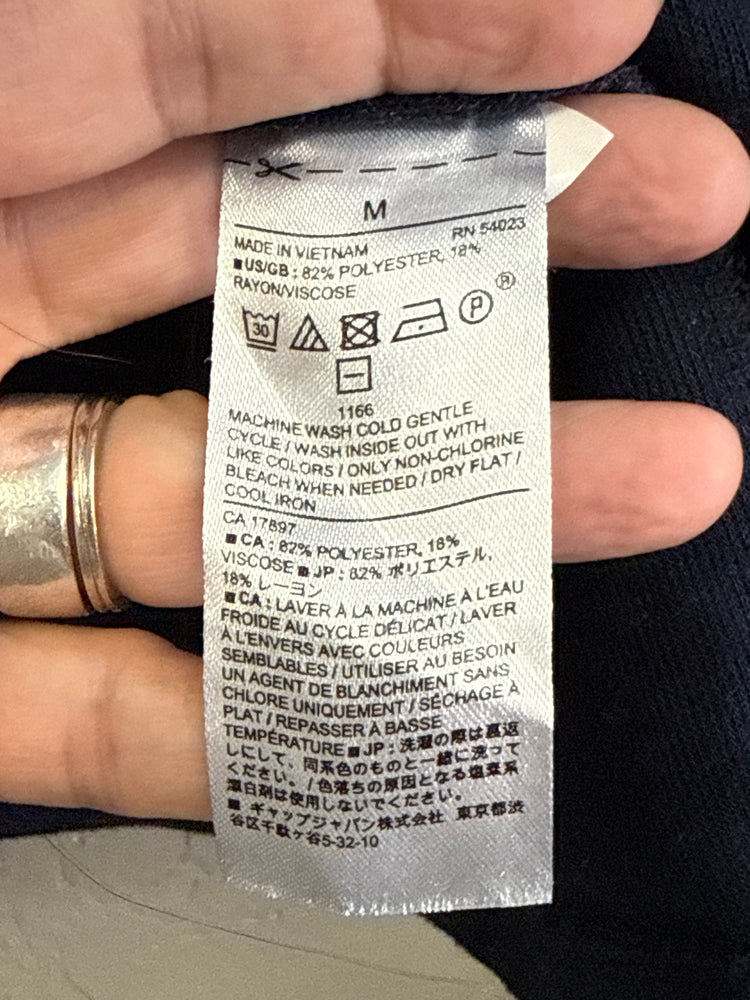 M
RN 54023
MADE IN VIETNAM
■US/GB : 82% POLYESTER, 18%
RAYON/VISCOSE
30
P
®
1166
MACHINE WASH COLD GENTLE
CYCLE / WASH INSIDE OUT WITH
LIKE COLORS / ONLY NON-CHLORINE
BLEACH WHEN NEEDED / DRY FLAT /
COOL IRON
CA 17897
■CA : 82% POLYESTER, 18%
VISCOSE■JP : 82% ポリエステル,
18% レーヨン
■CA : LAVER À LA MACHINE À L'EAU
FROIDE AU CYCLE DÉLICAT / LAVER
À L'ENVERS AVEC COULEURS
SEMBLABLES / UTILISER AU BESOIN
UN AGENT DE BLANCHIMENT SANS
CHLORE UNIQUEMENT / SÉCHAGE À
PLAT / REPASSER À BASSE
TEMPÉRATURE■JP : 洗濯の際は裏返
しにして、同系色のものと一緒に洗って
ください。/色落ちの原因となる塩素系
漂白剤は使用しないでください。
■ ギャップジャパン株式会社 東京都渋
谷区千駄ヶ谷5-32-10